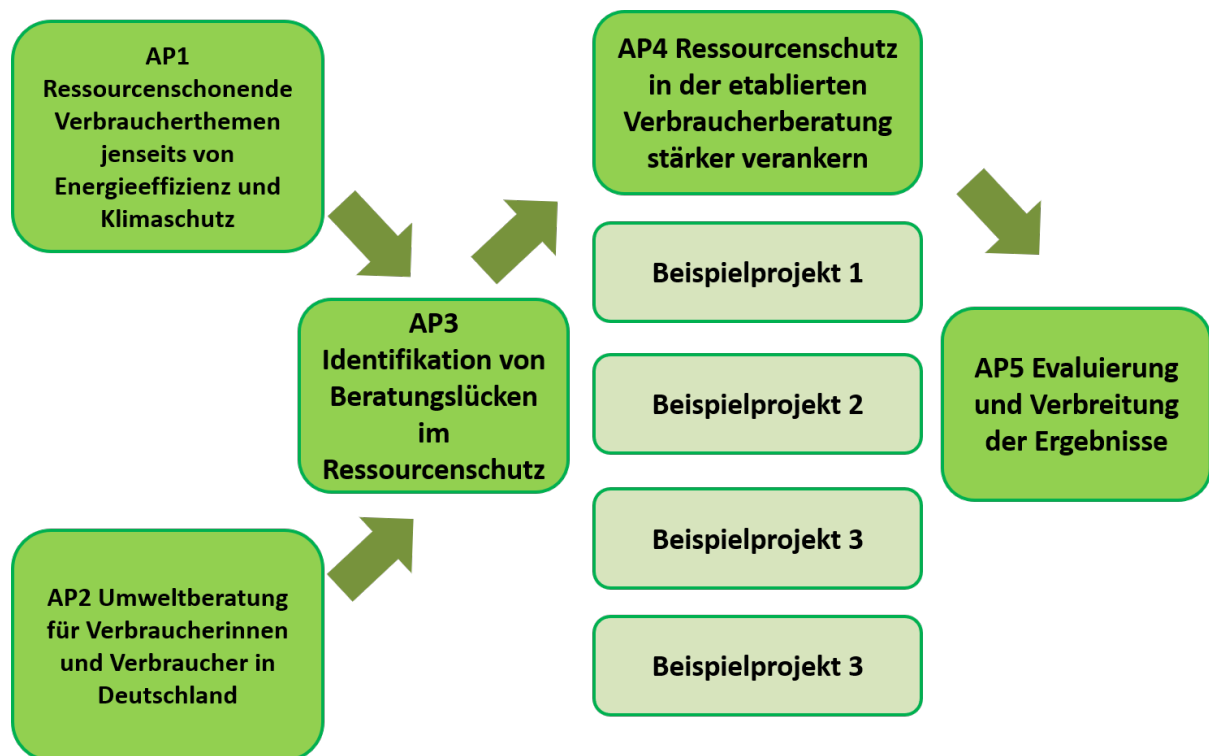 AP1
Ressourcenschonende
Verbraucherthemen
jenseits von
Energieeffizienz und
Klimaschutz
AP2 Umweltberatung
für Verbraucherinnen
und Verbraucher in
Deutschland
AP3
Identifikation von
Beratungslücken
im
Ressourcenschutz
AP4 Ressourcenschutz
in der etablierten
Verbraucherberatung
stärker verankern
Beispielprojekt 1
Beispielprojekt 2
Beispielprojekt 3
Beispielprojekt 3
AP5 Evaluierung
und Verbreitung
der Ergebnisse